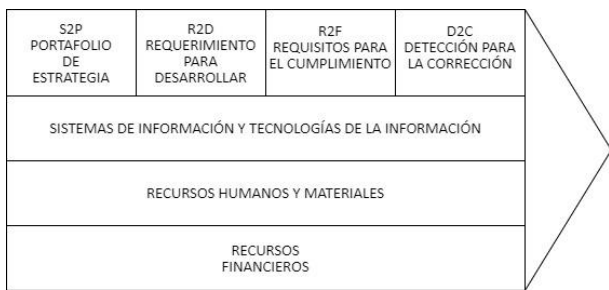 S2P
PORTAFOLIO
DE
ESTRATEGIA
R2D
REQUERIMIENTO
PARA
DESARROLLAR
R2F
REQUISITOS PARA
EL CUMPLIMIENTO
D2C
DETECCIÓN PARA
LA CORRECCIÓN
SISTEMAS DE INFORMACIÓN Y TECNOLOGÍAS DE LA INFORMACIÓN
RECURSOS HUMANOS Y MATERIALES
RECURSOS
FINANCIEROS